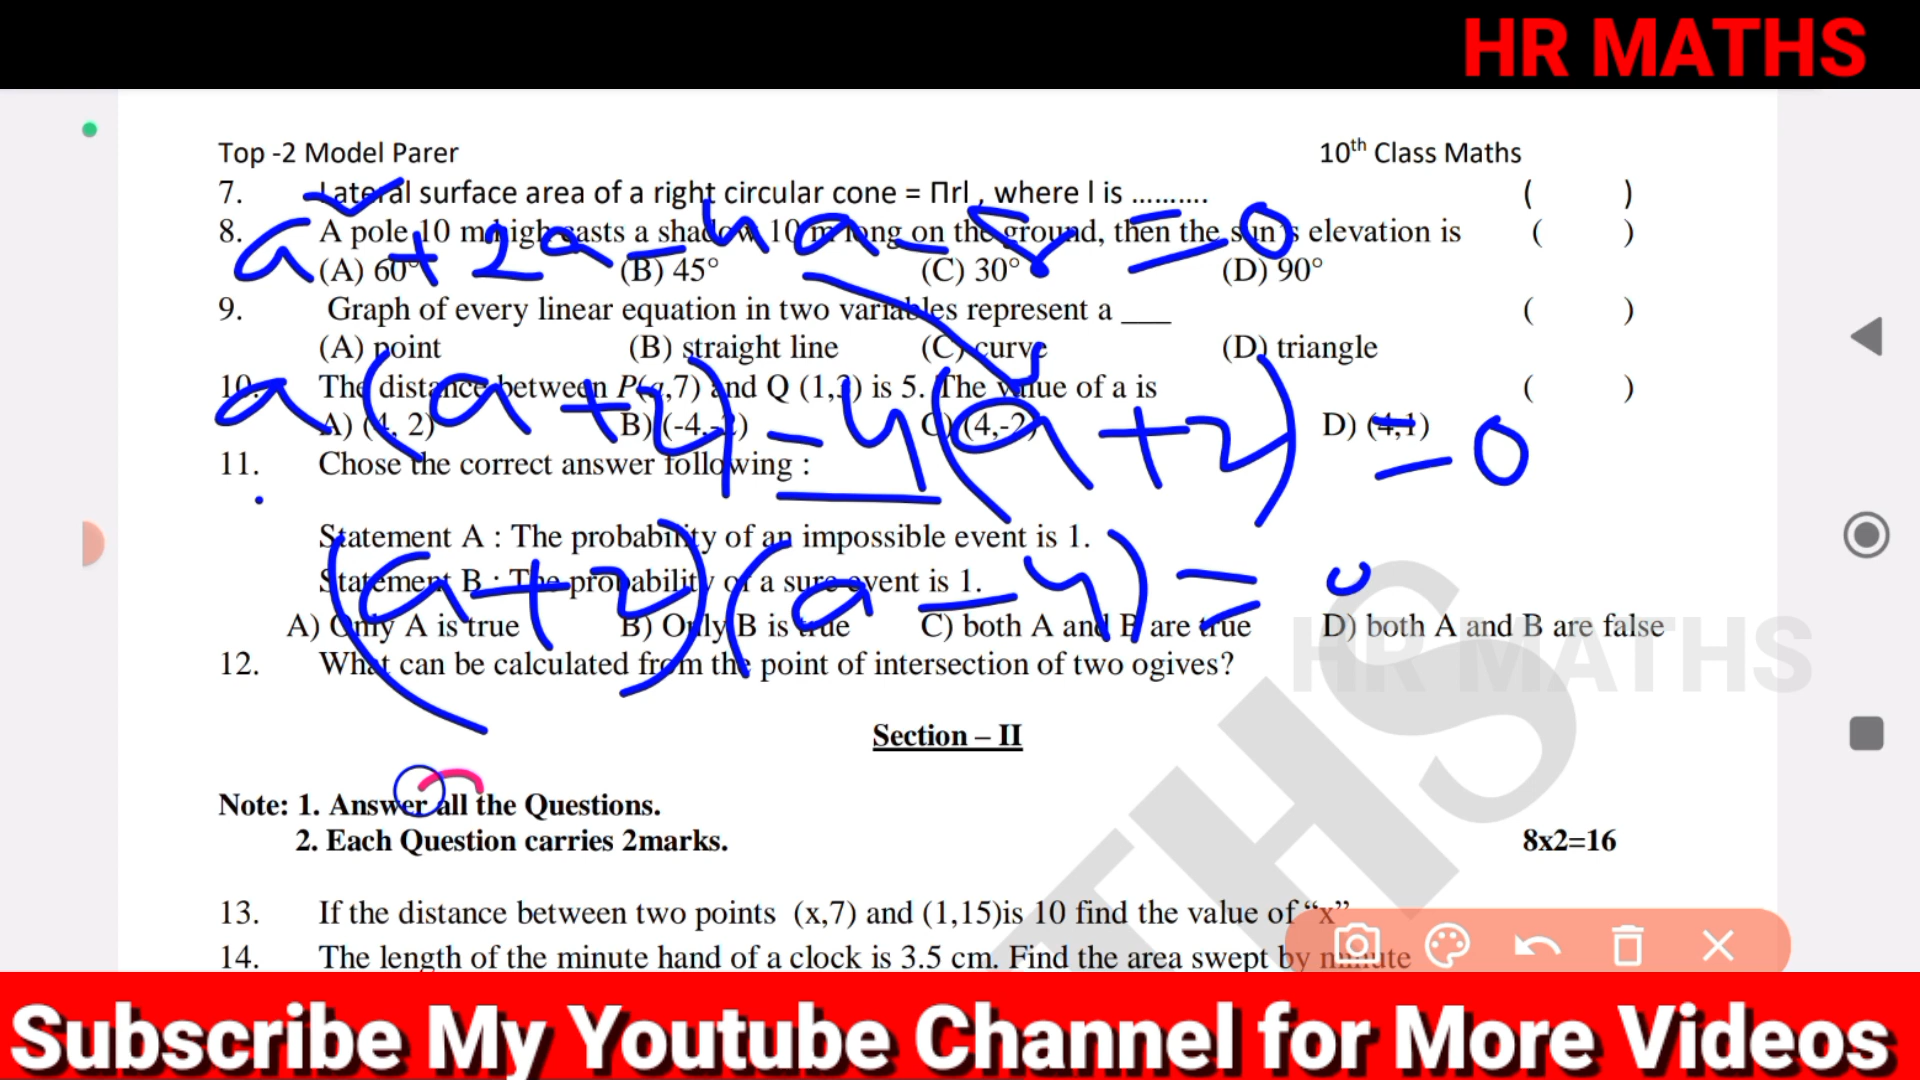 HR MATHS
Top -2 Model Parer 10th Class Maths
7. Lateral surface area of a right circular cone = Πrl , where l is .......... ( )
8. A pole 10 m high casts a shadow 10 m long on the ground, then the sun's elevation is ( )
(A) 60° (B) 45° (C) 30° (D) 90°
9. Graph of every linear equation in two variables represent a ___ ( )
(A) point (B) straight line (C) curve (D) triangle
10. The distance between P(a,7) and Q (1,3) is 5. The value of a is ( )
A) (4, 2) B) (-4,-2) C) (4,-2) D) (4,1)
11. Chose the correct answer following :
Statement A : The probability of an impossible event is 1.
Statement B : The probability of a sure event is 1.
A) Only A is true B) Only B is true C) both A and B are true D) both A and B are false
12. What can be calculated from the point of intersection of two ogives?
a + 2a - 4a - 8 = 0
a(a+2) - 4(a+2) = 0
(a+2)(a-4) = 0
HR MATHS
THS
Section – II
Note: 1. Answer all the Questions.
2. Each Question carries 2marks. 8x2=16
13. If the distance between two points (x,7) and (1,15)is 10 find the value of “x”
14. The length of the minute hand of a clock is 3.5 cm. Find the area swept by minute
Subscribe My Youtube Channel for More Videos